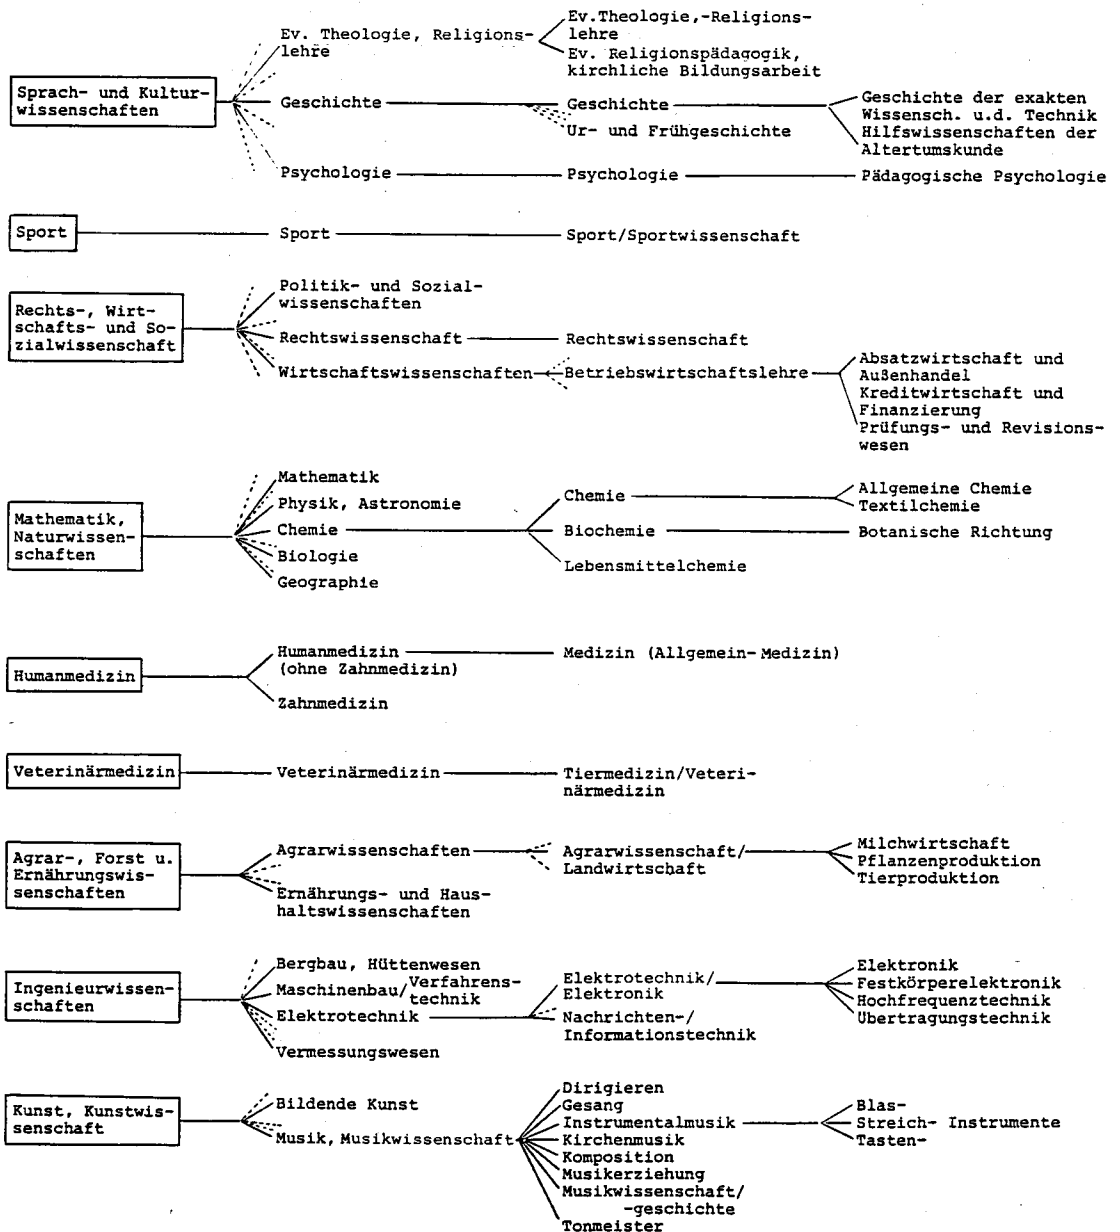 Ev. Theologie, Religions-
lehre
Ev.Theologie,-Religions-
lehre
Ev. Religionspädagogik,
kirchliche Bildungsarbeit
Sprach- und Kultur-
wissenschaften
Geschichte
Geschichte
Ur- und Frühgeschichte
Geschichte der exakten
Wissensch. u.d. Technik
Hilfswissenschaften der
Altertumskunde
Psychologie
Psychologie
Pädagogische Psychologie
Sport
Sport
Sport/Sportwissenschaft
Rechts-, Wirt-
schafts- und So-
zialwissenschaft
Politik- und Sozial-
wissenschaften
Rechtswissenschaft
Rechtswissenschaft
Wirtschaftswissenschaften
Betriebswirtschaftslehre
Absatzwirtschaft und
Außenhandel
Kreditwirtschaft und
Finanzierung
Prüfungs- und Revisions-
wesen
Mathematik,
Naturwissen-
schaften
Mathematik
Physik, Astronomie
Chemie
Biologie
Geographie
Chemie
Biochemie
Lebensmittelchemie
Allgemeine Chemie
Textilchemie
Botanische Richtung
Humanmedizin
Humanmedizin
(ohne Zahnmedizin)
Zahnmedizin
Medizin (Allgemein-Medizin)
Veterinärmedizin
Veterinärmedizin
Tiermedizin/Veteri-
närmedizin
Agrar-, Forst u.
Ernährungswis-
senschaften
Agrarwissenschaften
Ernährungs- und Haus-
haltswissenschaften
Agrarwissenschaft/
Landwirtschaft
Milchwirtschaft
Pflanzenproduktion
Tierproduktion
Ingenieurwissen-
schaften
Bergbau, Hüttenwesen
Maschinenbau/Verfahrens-
technik
Elektrotechnik
Vermessungswesen
Elektrotechnik/
Elektronik
Nachrichten-/
Informationstechnik
Elektronik
Festkörperelektronik
Hochfrequenztechnik
Übertragungstechnik
Kunst, Kunstwis-
senschaft
Bildende Kunst
Musik, Musikwissenschaft
Dirigieren
Gesang
Instrumentalmusik
Kirchenmusik
Komposition
Musikerziehung
Musikwissenschaft/
-geschichte
Tonmeister
Blas-
Streich- Instrumente
Tasten-